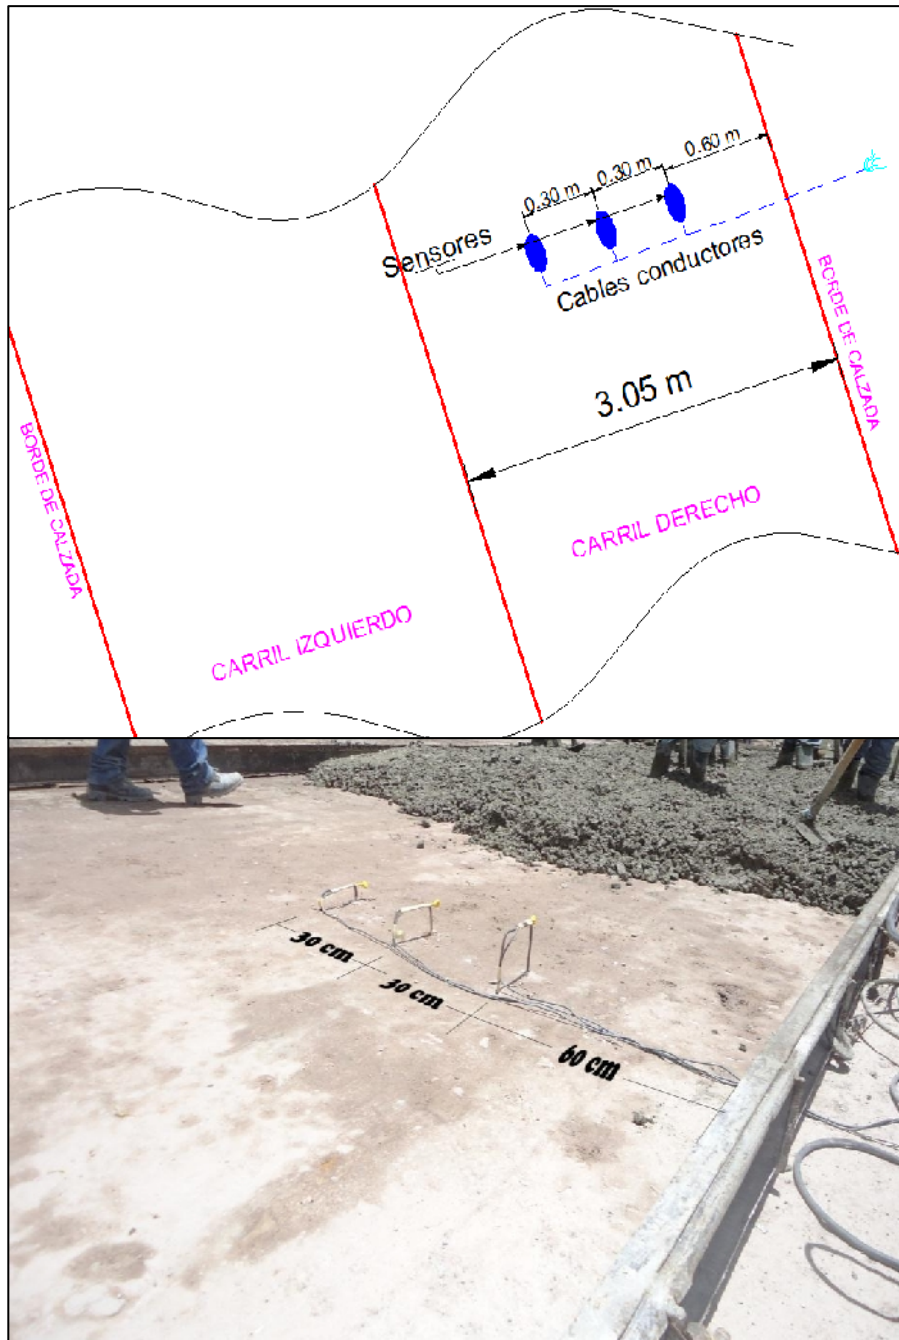 0.30 m
0.30 m
0.60 m
Sensores
Cables conductores
BORDE DE CALZADA
3.05 m
BORDE DE CALZADA
CARRIL DERECHO
CARRIL IZQUIERDO
30 cm
30 cm
60 cm